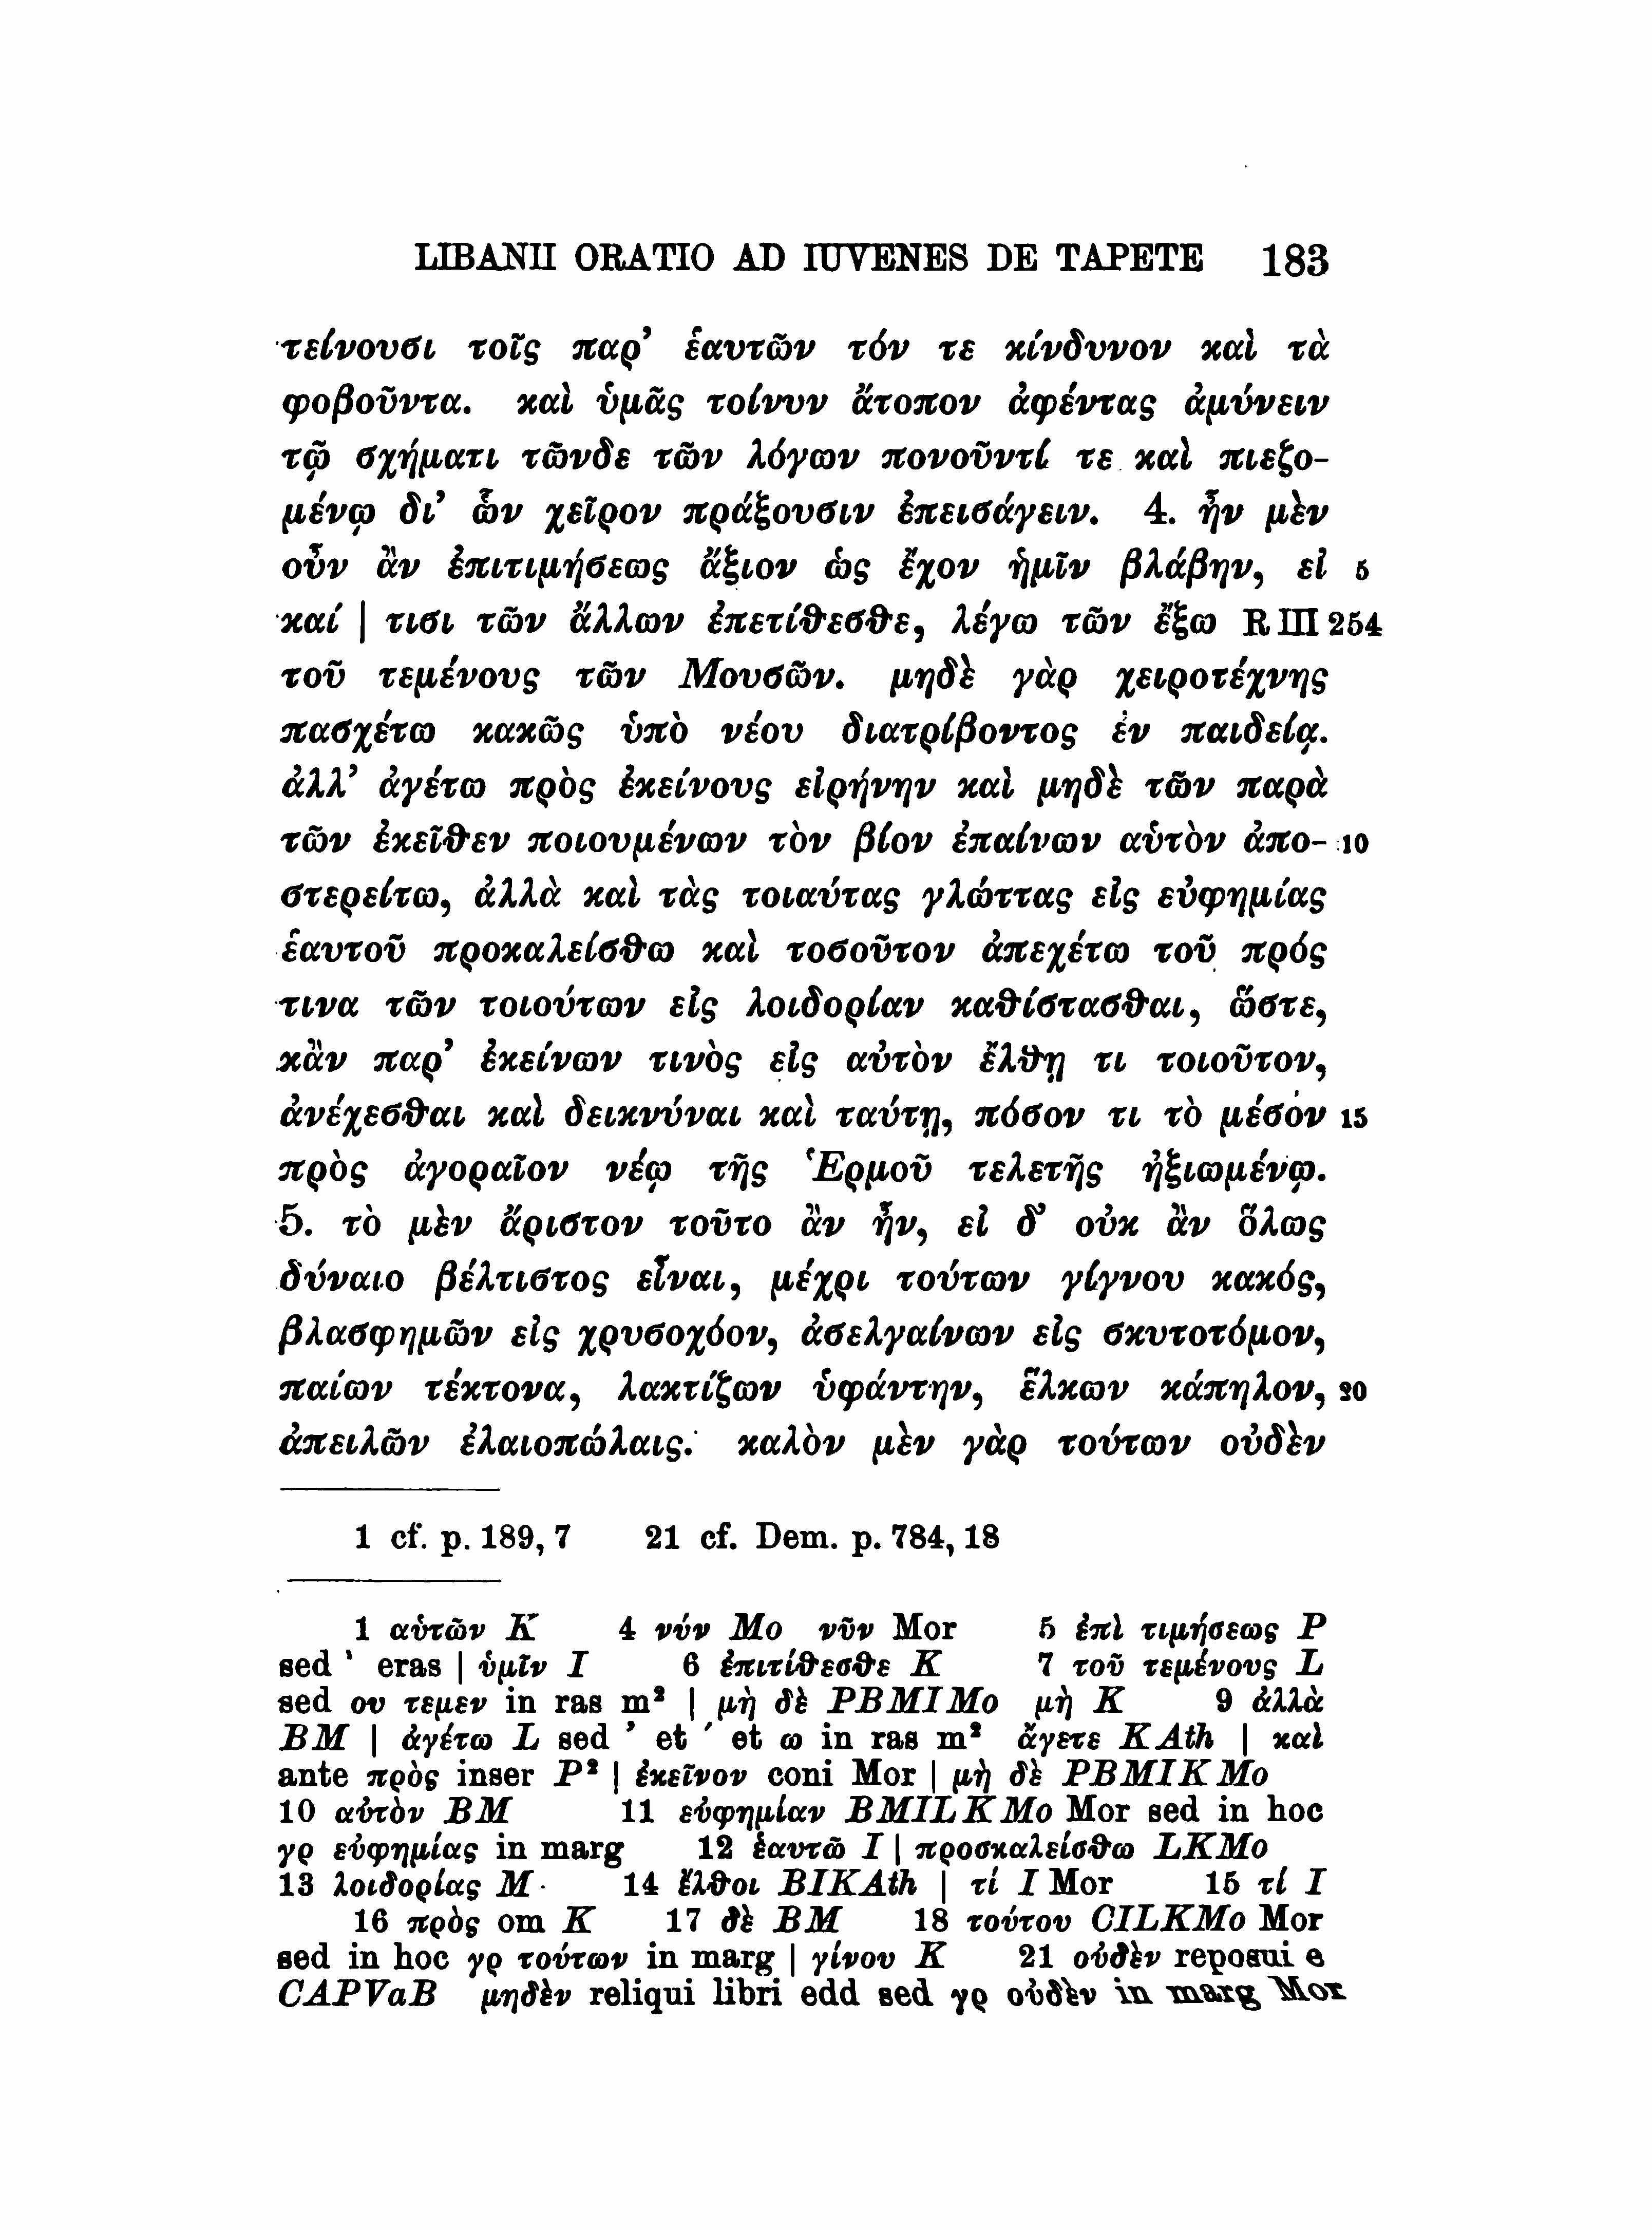 LIBANII ORATIO AD IUVENES DE TAPETE 183
τείνουσι τοῖς παρ’ ἑαυτῶν τόν τε κίνδυνον καὶ τὰ
φοβοῦντα. καὶ ὑμᾶς τοίνυν ἄτοπον ἀφέντας ἀμύνειν
τῷ σχήματι τῶνδε τῶν λόγων πονοῦντί τε καὶ πιεζο-
μένῳ δι’ ὧν χεῖρον πράξουσιν ἐπεισάγειν. 4. ἦν μὲν
οὖν ἂν ἐπιτιμήσεως ἄξιον ὡς ἔχον ἡμῖν βλάβην, εἰ 5
καί | τισι τῶν ἄλλων ἐπετίθεσθε, λέγω τῶν ἔξω R III 254
τοῦ τεμένους τῶν Μουσῶν. μηδὲ γὰρ χειροτέχνης
πασχέτω κακῶς ὑπὸ νέου διατρίβοντος ἐν παιδείᾳ.
ἀλλ’ ἀγέτω πρὸς ἐκείνους εἰρήνην καὶ μηδὲ τῶν παρὰ
τῶν ἐκεῖθεν ποιουμένων τὸν βίον ἐπαίνων αὑτὸν ἀπο- 10
στερείτω, ἀλλὰ καὶ τὰς τοιαύτας γλώττας εἰς εὐφημίας
ἑαυτοῦ προκαλείσθω καὶ τοσοῦτον ἀπεχέτω τοῦ πρός
τινα τῶν τοιούτων εἰς λοιδορίαν καθίστασθαι, ὥστε,
κἂν παρ’ ἐκείνων τινὸς εἰς αὐτὸν ἔλθῃ τι τοιοῦτον,
ἀνέχεσθαι καὶ δεικνύναι καὶ ταύτῃ, πόσον τι τὸ μέσον 15
πρὸς ἀγοραῖον νέῳ τῆς Ἑρμοῦ τελετῆς ἠξιωμένῳ.
5. τὸ μὲν ἄριστον τοῦτο ἂν ἦν, εἰ δ’ οὐκ ἂν ὅλως
δύναιο βέλτιστος εἶναι, μέχρι τούτων γίγνου κακός,
βλασφημῶν εἰς χρυσοχόον, ἀσελγαίνων εἰς σκυτοτόμον,
παίων τέκτονα, λακτίζων ὑφάντην, ἕλκων κάπηλον, 20
ἀπειλῶν ἐλαιοπώλαις. καλὸν μὲν γὰρ τούτων οὐδὲν
1 cf. p. 189, 7 21 cf. Dem. p. 784, 18
1 αὑτῶν K 4 νύν Mo νῦν Mor 5 ἐπὶ τιμήσεως P
sed ‵ eras | ὑμῖν I 6 ἐπιτίθεσθε K 7 τοῦ τεμένους L
sed ου τεμεν in ras m² | μὴ δὲ PBMIMo μὴ K 9 ἀλλὰ
BM | ἀγέτω L sed ʼ et ′ et ω in ras m² ἄγετε K Ath | καὶ
ante πρὸς inser P² | ἐκεῖνον coni Mor | μὴ δὲ PBMIKMo
10 αὐτὸν BM 11 εὐφημίαν BMILKMo Mor sed in hoc
γρ εὐφημίας in marg 12 ἑαυτῶ I | προσκαλείσθω LKMo
13 λοιδορίας M 14 ἔλθοι BIKAth | τί I Mor 15 τί I
16 πρὸς om K 17 δὲ BM 18 τούτου CILKMo Mor
sed in hoc γρ τούτων in marg | γίνου K 21 οὐδὲν reposui e
CAPVaB μηδὲν reliqui libri edd sed γρ οὐδὲν in marg Mor